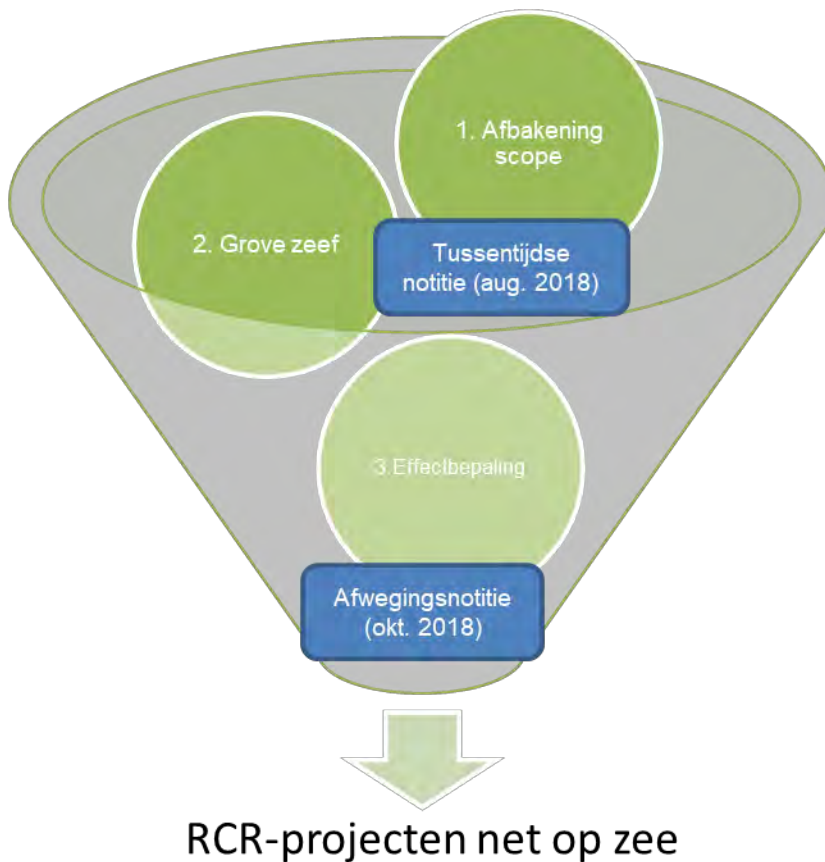 1. Afbakening
scope
2. Grove zeef
Tussentijdse
notitie (aug. 2018)
3.Effectbepaling
Afwegingsnotitie
(okt. 2018)
RCR-projecten net op zee